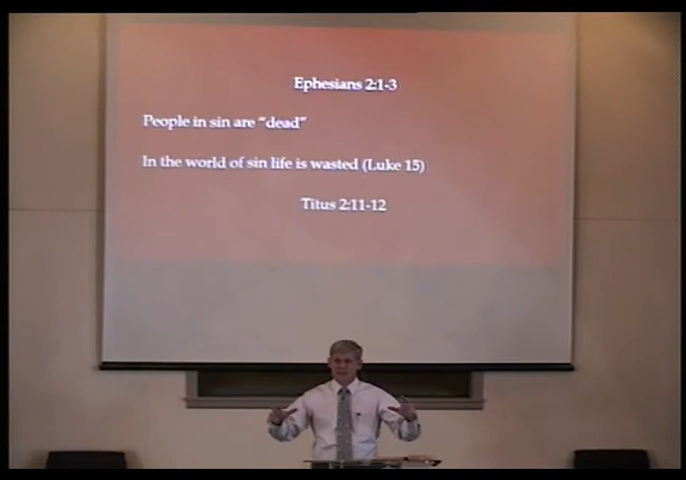 Ephesians 2:1-3
People in sin are “dead”
In the world of sin life is wasted (Luke 15)
Titus 2:11-12